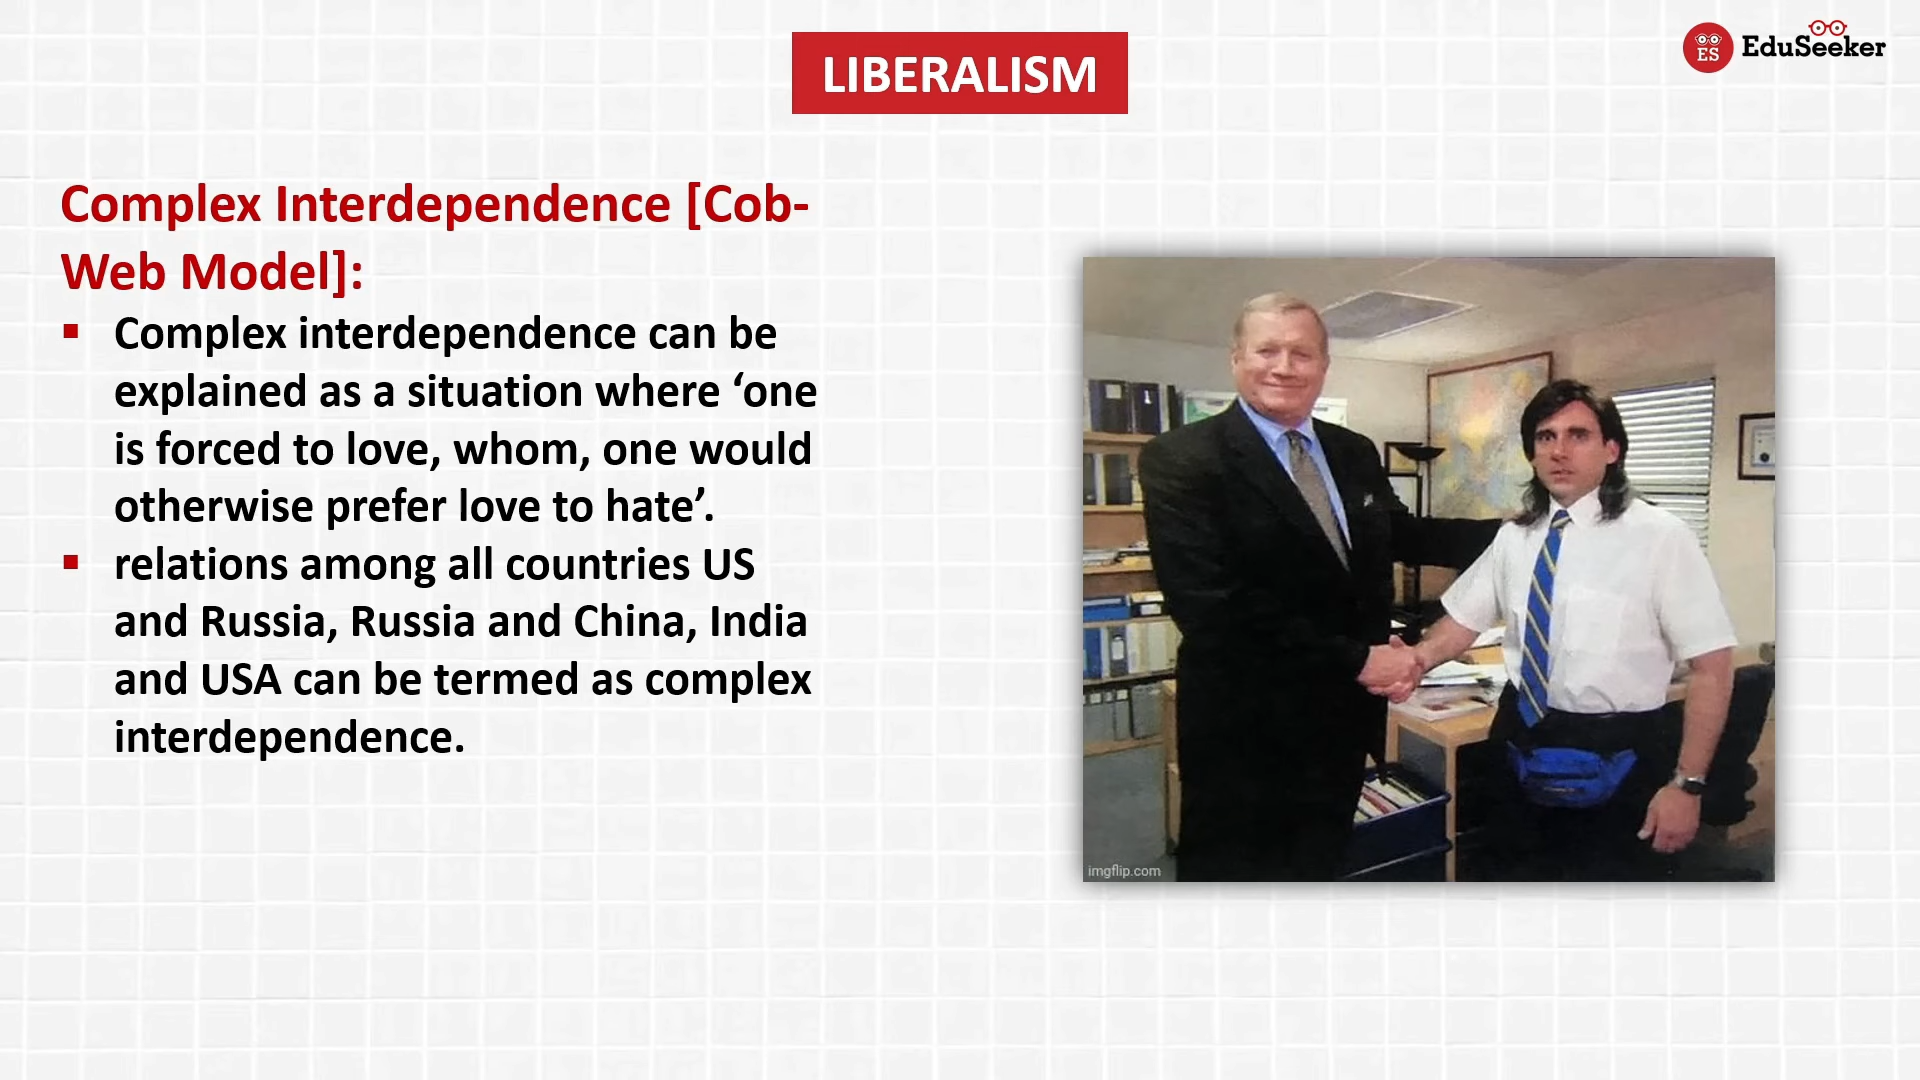 LIBERALISM
ES
EduSeeker
Complex Interdependence [Cob-
Web Model]:
▪ Complex interdependence can be
explained as a situation where ‘one
is forced to love, whom, one would
otherwise prefer love to hate’.
▪ relations among all countries US
and Russia, Russia and China, India
and USA can be termed as complex
interdependence.
imgflip.com